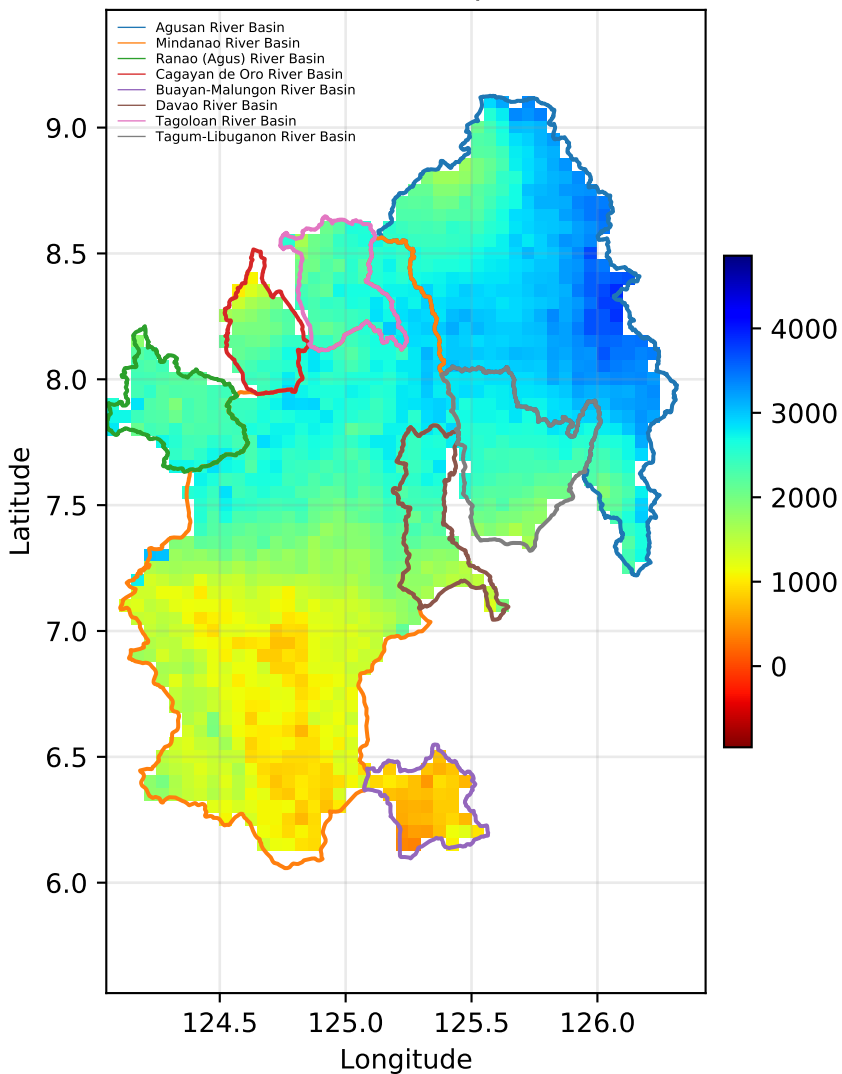 Agusan River Basin
Mindanao River Basin
Ranao (Agus) River Basin
Cagayan de Oro River Basin
Buayan-Malungon River Basin
Davao River Basin
Tagoloan River Basin
Tagum-Libuganon River Basin
9.0
8.5
8.0
7.5
7.0
6.5
6.0
Latitude
124.5 125.0 125.5 126.0
Longitude
4000
3000
2000
1000
0